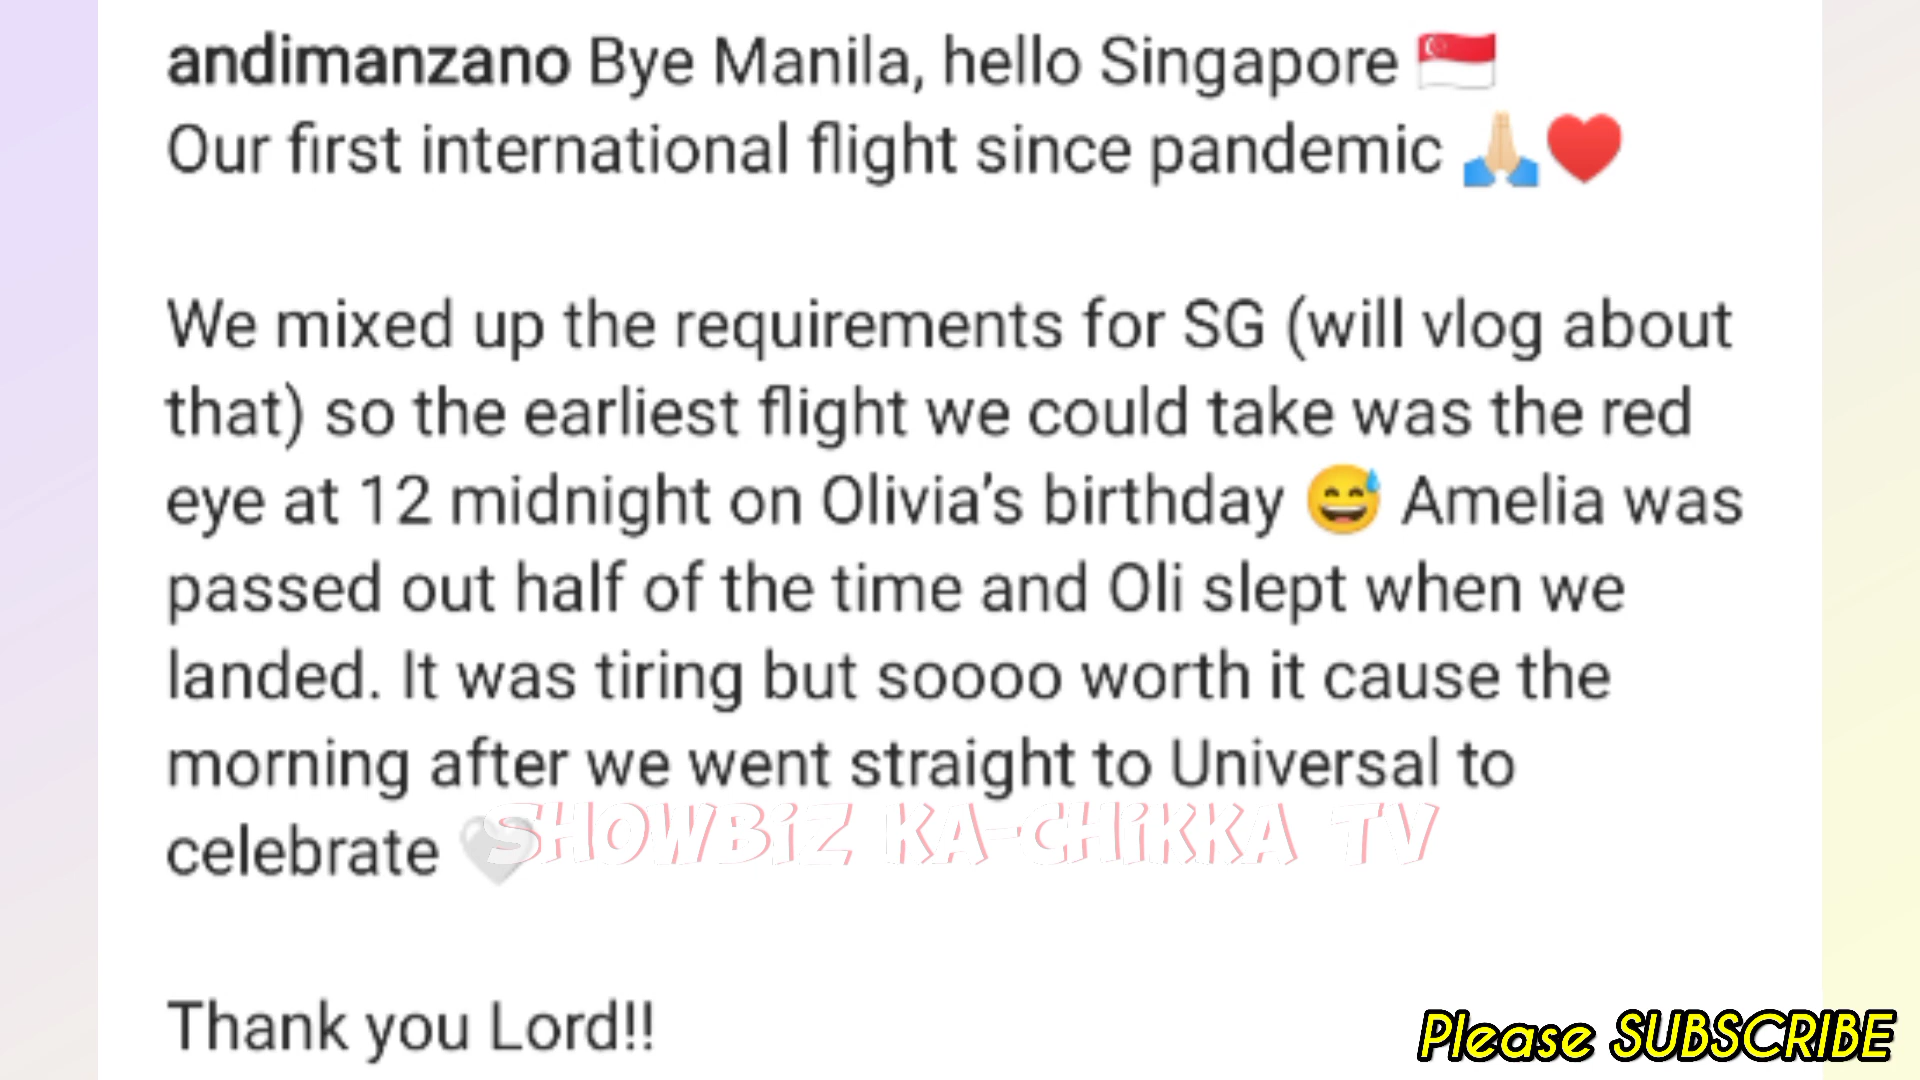 andimanzano Bye Manila, hello Singapore 🇸🇬
Our first international flight since pandemic 🙏🏼❤️
We mixed up the requirements for SG (will vlog about
that) so the earliest flight we could take was the red
eye at 12 midnight on Olivia's birthday 😅 Amelia was
passed out half of the time and Oli slept when we
landed. It was tiring but soooo worth it cause the
morning after we went straight to Universal to
celebrate 🤍
SHOWBiZ KA-CHiKKA TV
Thank you Lord!!
Please SUBSCRIBE